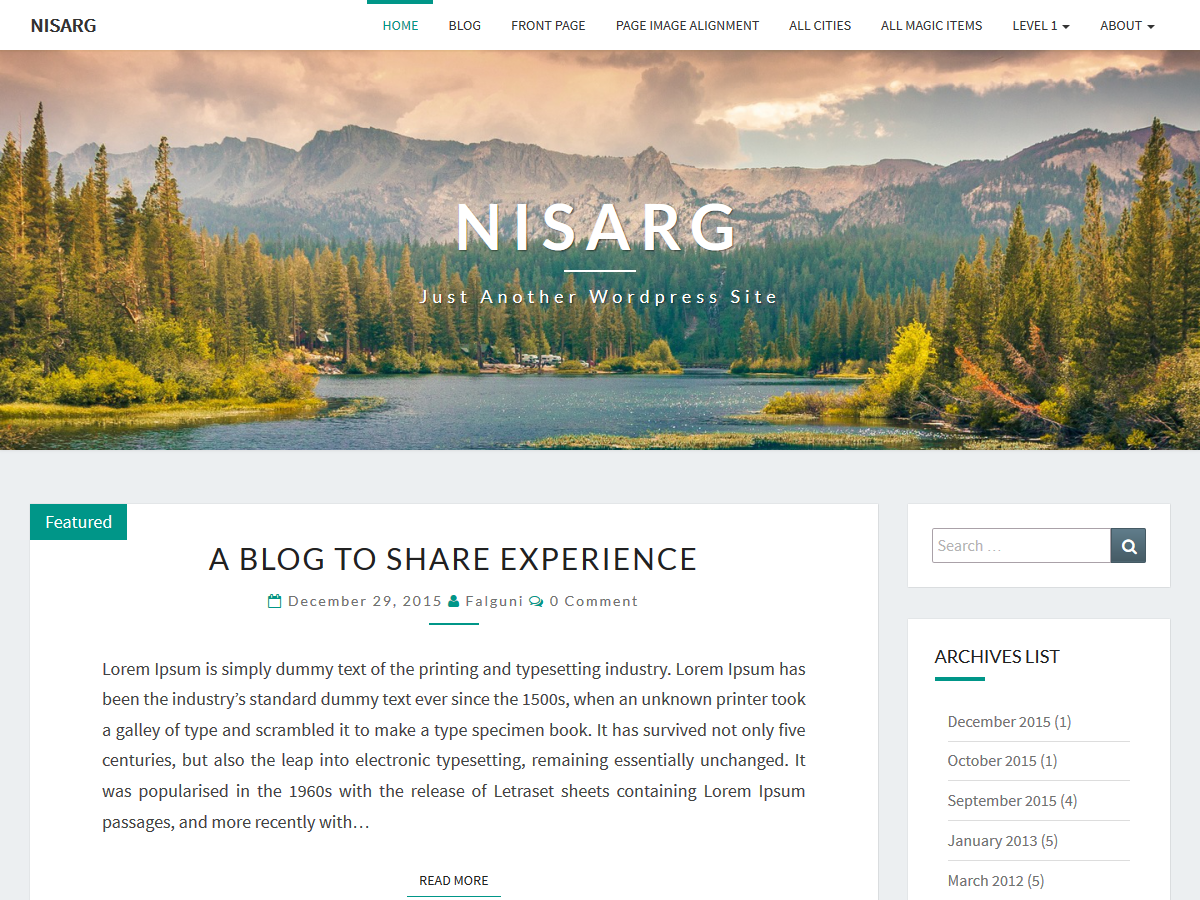 NISARG
HOME BLOG FRONT PAGE PAGE IMAGE ALIGNMENT ALL CITIES ALL MAGIC ITEMS LEVEL 1 ABOUT
NISARG
Just Another Wordpress Site
Featured
A BLOG TO SHARE EXPERIENCE
December 29, 2015 Falguni 0 Comment
Lorem Ipsum is simply dummy text of the printing and typesetting industry. Lorem Ipsum has
been the industry’s standard dummy text ever since the 1500s, when an unknown printer took
a galley of type and scrambled it to make a type specimen book. It has survived not only five
centuries, but also the leap into electronic typesetting, remaining essentially unchanged. It
was popularised in the 1960s with the release of Letraset sheets containing Lorem Ipsum
passages, and more recently with…
READ MORE
Search …
ARCHIVES LIST
December 2015 (1)
October 2015 (1)
September 2015 (4)
January 2013 (5)
March 2012 (5)